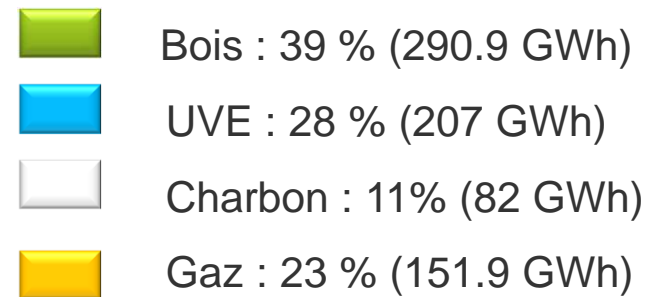 Bois : 39 % (290.9 GWh)
UVE : 28 % (207 GWh)
Charbon : 11% (82 GWh)
Gaz : 23 % (151.9 GWh)